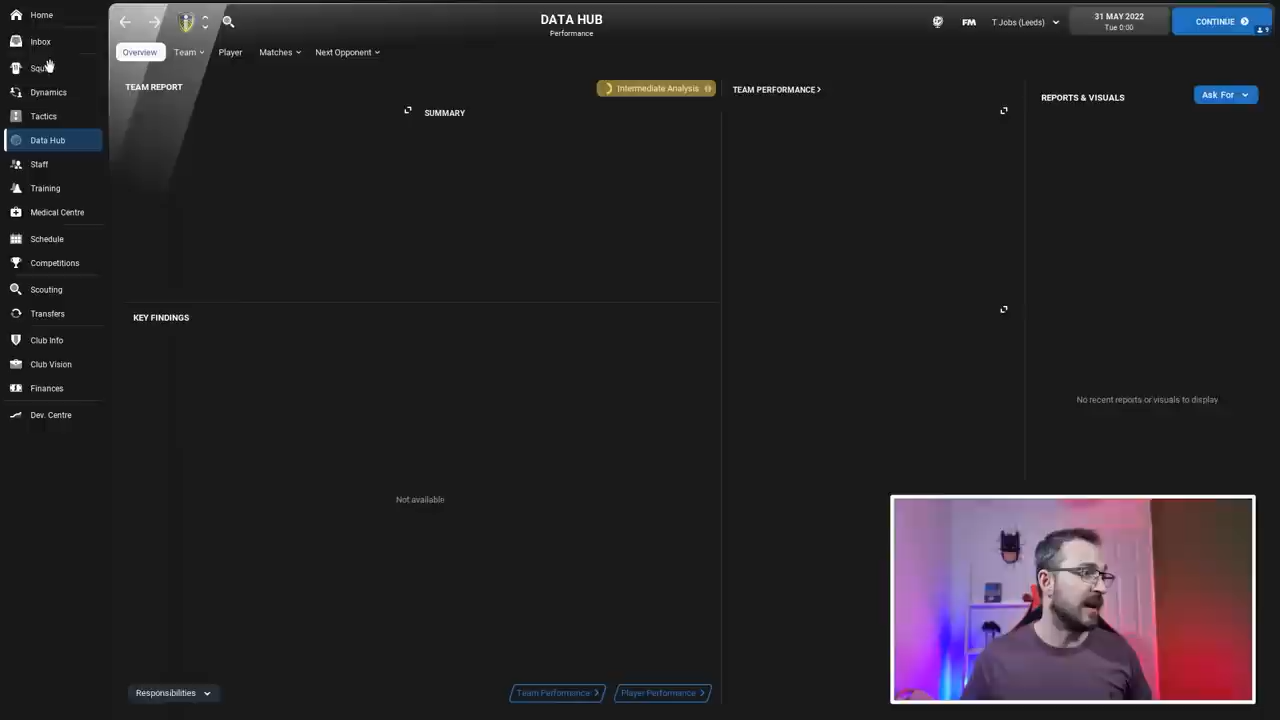 Home
Inbox
Squ
Dynamics
Tactics
Data Hub
Staff
Training
Medical Centre
Schedule
Competitions
Scouting
Transfers
Club Info
Club Vision
Finances
Dev. Centre
DATA HUB
Performance
FM
T Jobs (Leeds)
31 MAY 2022
Tue 0:00
CONTINUE
9
Overview
Team
Player
Matches
Next Opponent
TEAM REPORT
Intermediate Analysis
SUMMARY
TEAM PERFORMANCE
REPORTS & VISUALS
Ask For
KEY FINDINGS
No recent reports or visuals to display
Not available
Responsibilities
Team Performance
Player Performance